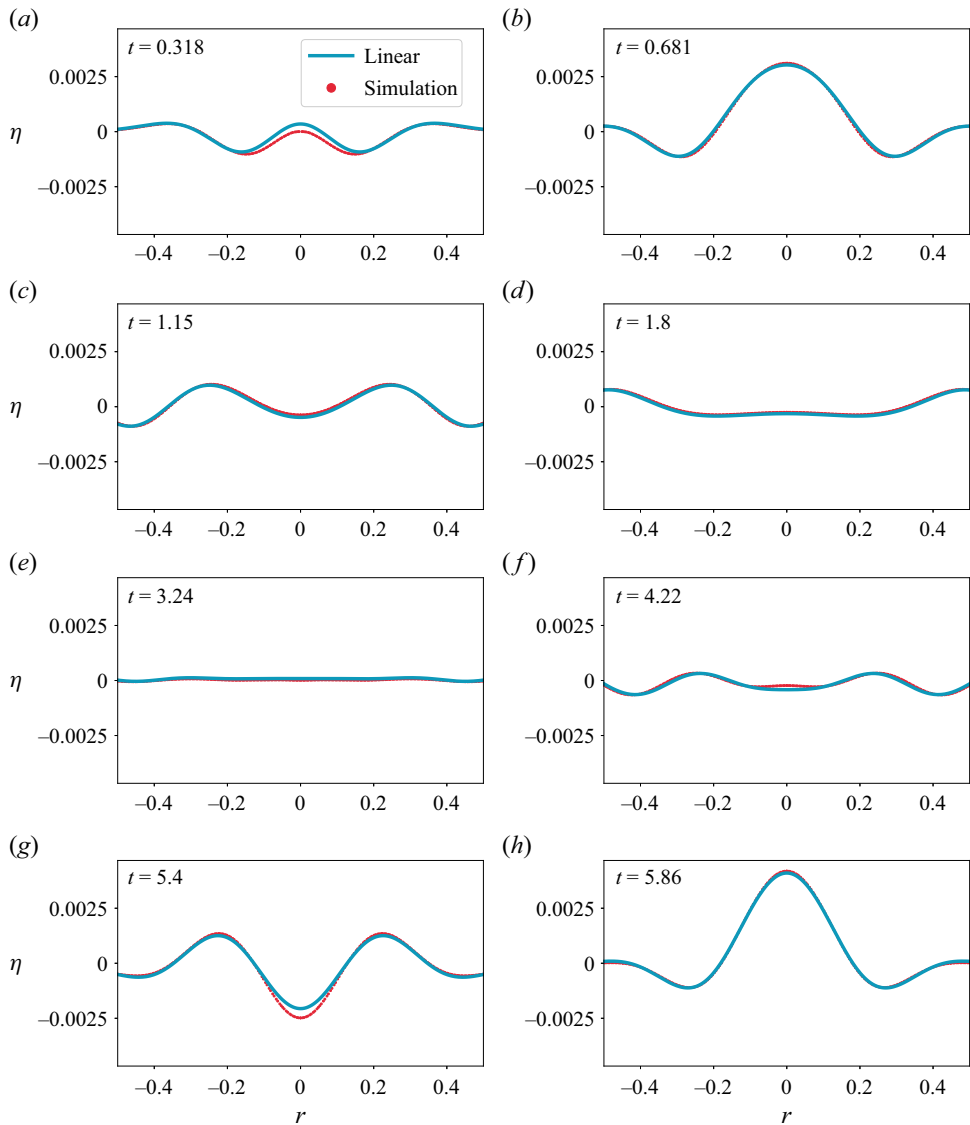 (a) (b)
t = 0.318 Linear Simulation t = 0.681
0.0025 0.0025
η 0 0
–0.0025 –0.0025
–0.4 –0.2 0 0.2 0.4 –0.4 –0.2 0 0.2 0.4
(c) (d)
t = 1.15 t = 1.8
0.0025 0.0025
η 0 0
–0.0025 –0.0025
–0.4 –0.2 0 0.2 0.4 –0.4 –0.2 0 0.2 0.4
(e) (f)
t = 3.24 t = 4.22
0.0025 0.0025
η 0 0
–0.0025 –0.0025
–0.4 –0.2 0 0.2 0.4 –0.4 –0.2 0 0.2 0.4
(g) (h)
t = 5.4 t = 5.86
0.0025 0.0025
η 0 0
–0.0025 –0.0025
–0.4 –0.2 0 0.2 0.4 –0.4 –0.2 0 0.2 0.4
r r